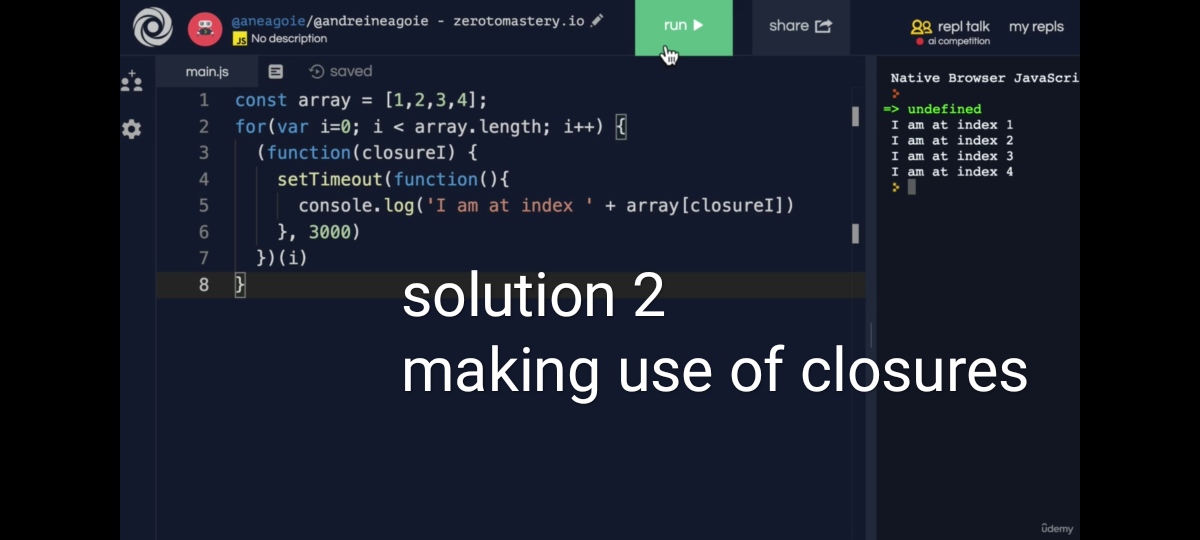 @aneagoie/@andreineagoie - zerotomastery.io
JS No description
run
share
repl talk
ai competition
my repls
main.js
saved
1 const array = [1,2,3,4];
2 for(var i=0; i < array.length; i++) {
3 (function(closureI) {
4 setTimeout(function(){
5 console.log('I am at index ' + array[closureI])
6 }, 3000)
7 })(i)
8 }
Native Browser JavaScri
=> undefined
I am at index 1
I am at index 2
I am at index 3
I am at index 4
solution 2
making use of closures
ûdemy